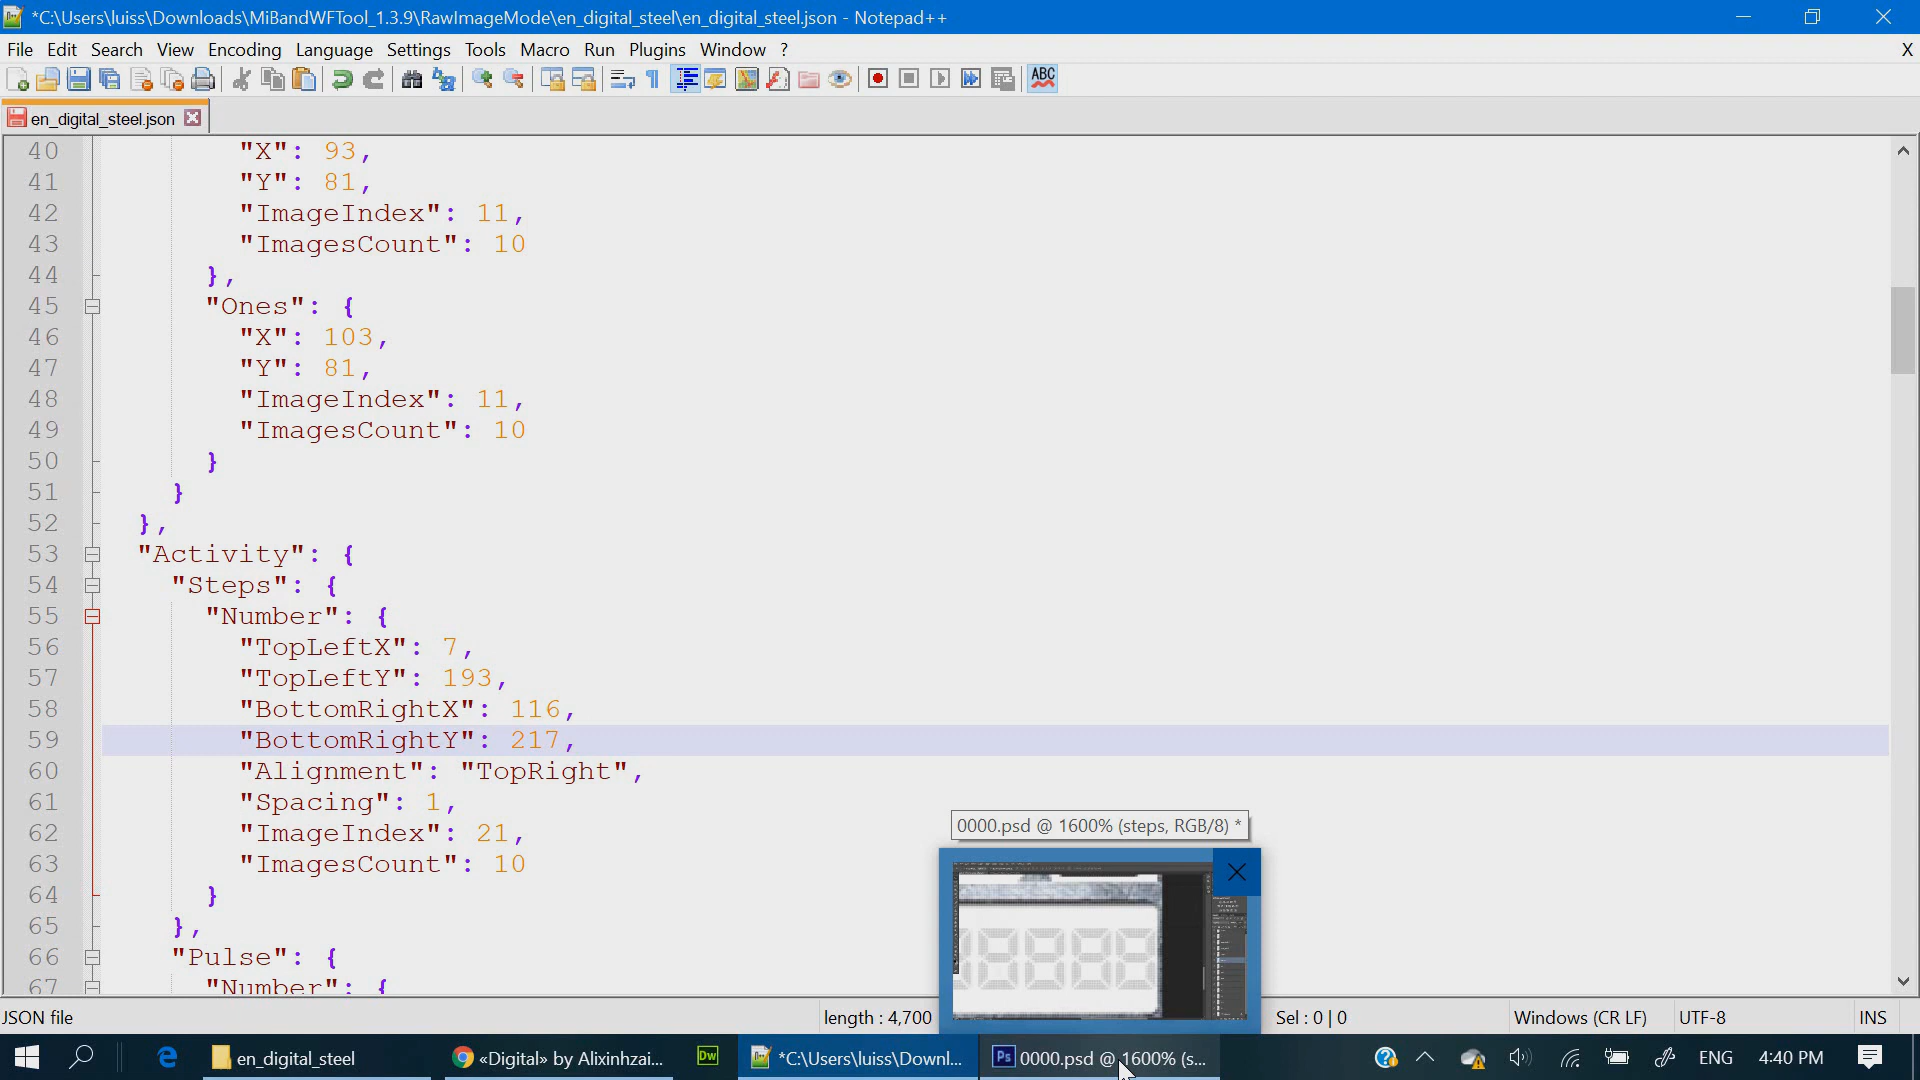 *C:\Users\luiss\Downloads\MiBandWFTool_1.3.9\RawImageMode\en_digital_steel\en_digital_steel.json - Notepad++
File Edit Search View Encoding Language Settings Tools Macro Run Plugins Window ? X
ABC
en_digital_steel.json
40 "X": 93,
41 "Y": 81,
42 "ImageIndex": 11,
43 "ImagesCount": 10
44 },
45 "Ones": {
46 "X": 103,
47 "Y": 81,
48 "ImageIndex": 11,
49 "ImagesCount": 10
50 }
51 }
52 },
53 "Activity": {
54 "Steps": {
55 "Number": {
56 "TopLeftX": 7,
57 "TopLeftY": 193,
58 "BottomRightX": 116,
59 "BottomRightY": 217,
60 "Alignment": "TopRight",
61 "Spacing": 1,
62 "ImageIndex": 21,
63 "ImagesCount": 10
64 }
65 },
66 "Pulse": {
67 "Number": {
0000.psd @ 1600% (steps, RGB/8) *
JSON file length : 4,700 Sel : 0 | 0 Windows (CR LF) UTF-8 INS
en_digital_steel «Digital» by Alixinhzai... Dw *C:\Users\luiss\Downl... Ps 0000.psd @ 1600% (s... ENG 4:40 PM